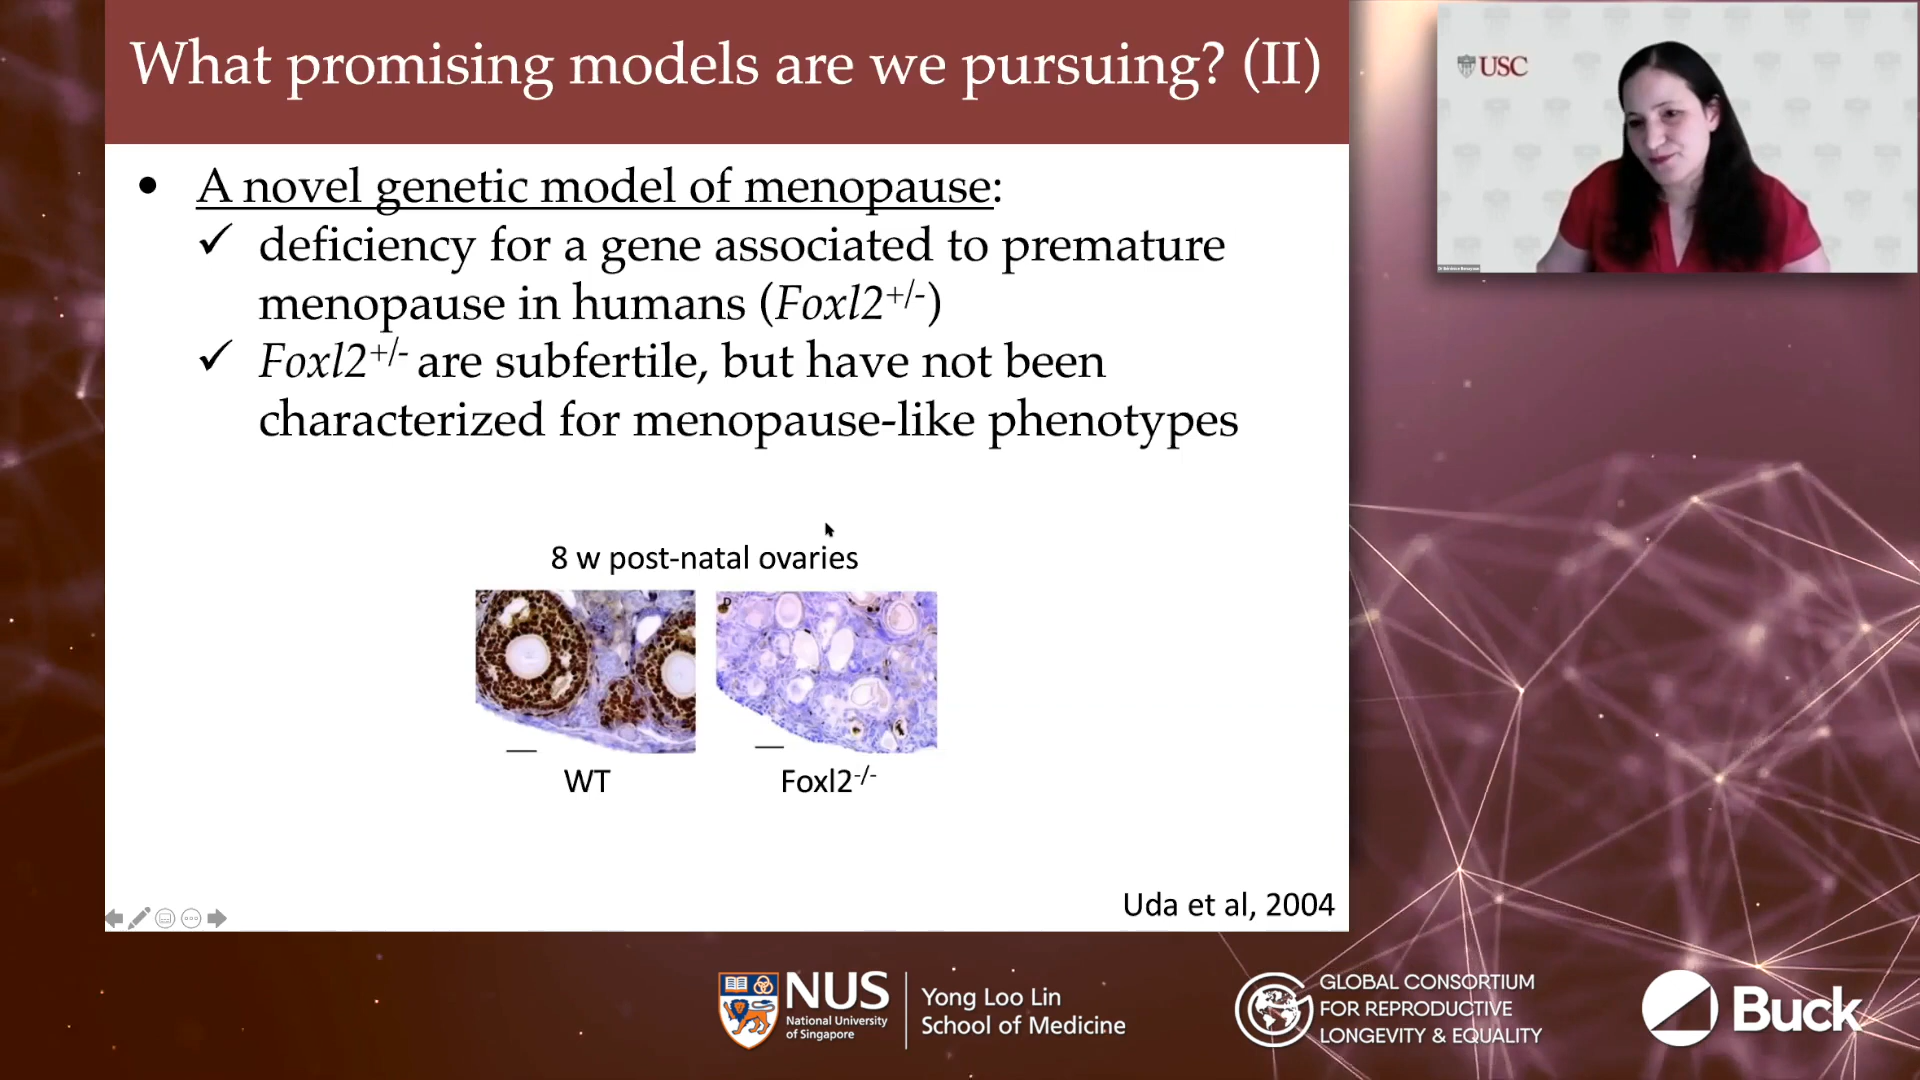 What promising models are we pursuing? (II)
USC
• A novel genetic model of menopause:
✓ deficiency for a gene associated to premature
menopause in humans (Foxl2+/-)
✓ Foxl2+/- are subfertile, but have not been
characterized for menopause-like phenotypes
8 w post-natal ovaries
C
D
WT
Foxl2-/-
Uda et al, 2004
NUS
National University
of Singapore
Yong Loo Lin
School of Medicine
GLOBAL CONSORTIUM
FOR REPRODUCTIVE
LONGEVITY & EQUALITY
Buck